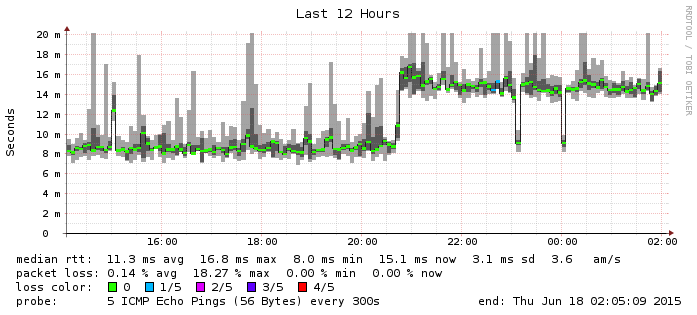 Last 12 Hours
RRDTOOL / TOBI OETIKER
Seconds
20 m
18 m
16 m
14 m
12 m
10 m
8 m
6 m
4 m
2 m
0
16:00 18:00 20:00 22:00 00:00 02:00
median rtt: 11.3 ms avg 16.8 ms max 8.0 ms min 15.1 ms now 3.1 ms sd 3.6 am/s
packet loss: 0.14 % avg 18.27 % max 0.00 % min 0.00 % now
loss color: 0 1/5 2/5 3/5 4/5
probe: 5 ICMP Echo Pings (56 Bytes) every 300s end: Thu Jun 18 02:05:09 2015